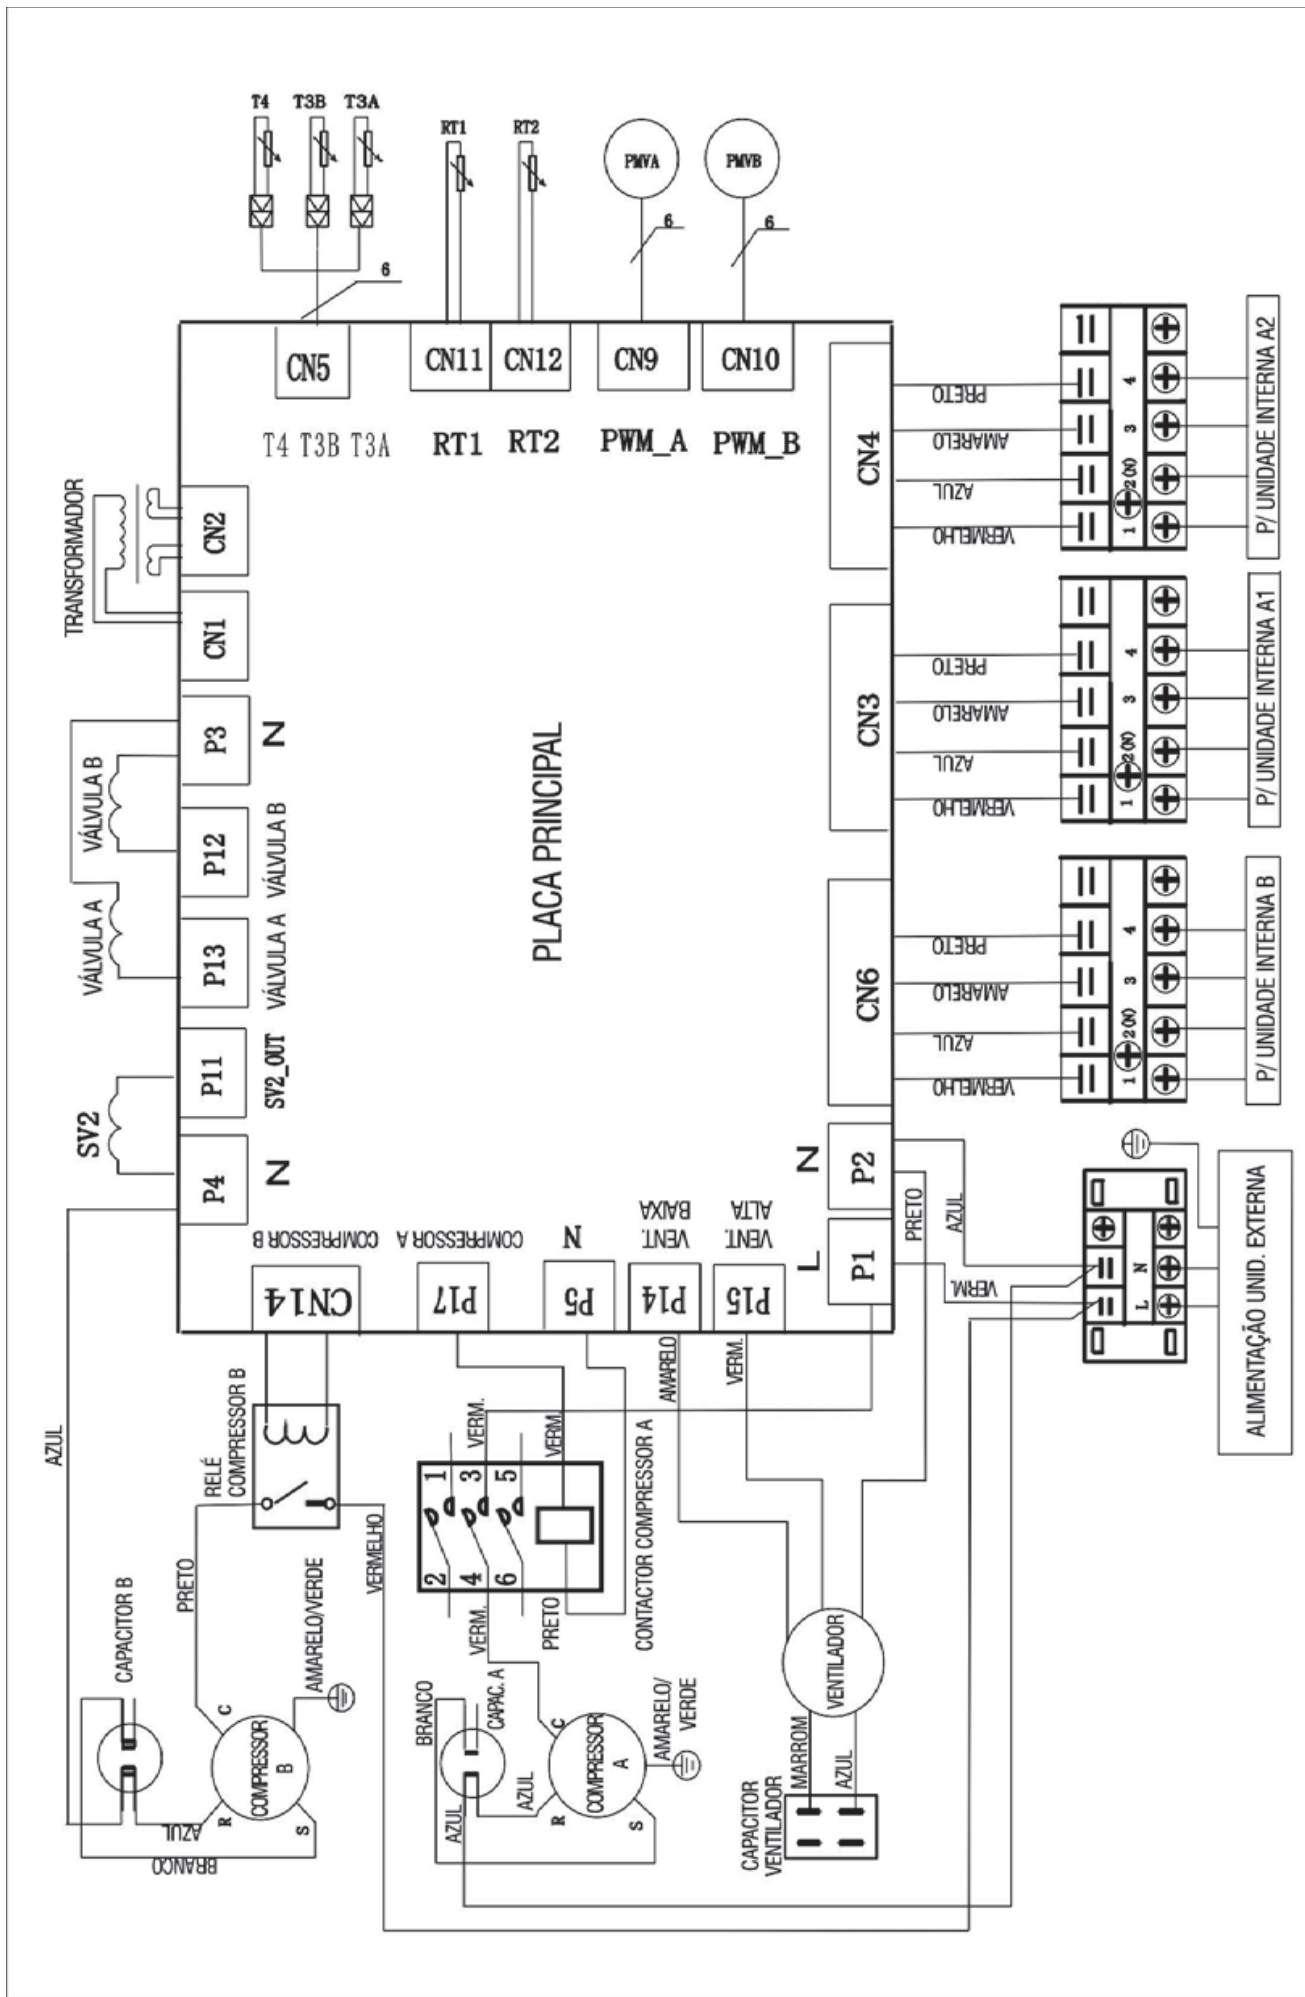 T4 T3B T3A
RT1
RT2
PMVA
PMVB
6
6
6
CN5
CN11
CN12
CN9
CN10
T4 T3B T3A
RT1
RT2
PWM_A
PWM_B
TRANSFORMADOR
CN2
CN1
P3
N
VÁLVULA B
P12
VÁLVULA B
VÁLVULA A
P13
VÁLVULA A
P11
SV2_OUT
SV2
P4
N
PLACA PRINCIPAL
CN4
PRETO
AMARELO
AZUL
VERMELHO
1 2(N) 3 4
P/ UNIDADE INTERNA A2
CN3
PRETO
AMARELO
AZUL
VERMELHO
1 2(N) 3 4
P/ UNIDADE INTERNA A1
CN6
PRETO
AMARELO
AZUL
VERMELHO
1 2(N) 3 4
P/ UNIDADE INTERNA B
P2
N
P1
L
PRETO
AZUL
VERM.
L N
ALIMENTAÇÃO UNID. EXTERNA
COMPRESSOR B
CN14
COMPRESSOR A
P17
N
P5
VENT.
BAIXA
P14
VENT.
ALTA
P15
AZUL
RELÉ
COMPRESSOR B
PRETO
VERMELHO
CAPACITOR B
AMARELO/VERDE
COMPRESSOR
B
C
R
S
AZUL
BRANCO
VERM.
VERM.
1 3 5
2 4 6
VERM.
PRETO
CONTACTOR COMPRESSOR A
BRANCO
CAPAC. A
AZUL
AZUL
COMPRESSOR
A
C
R
S
AMARELO/
VERDE
AMARELO
VERM.
VENTILADOR
MARROM
AZUL
CAPACITOR
VENTILADOR